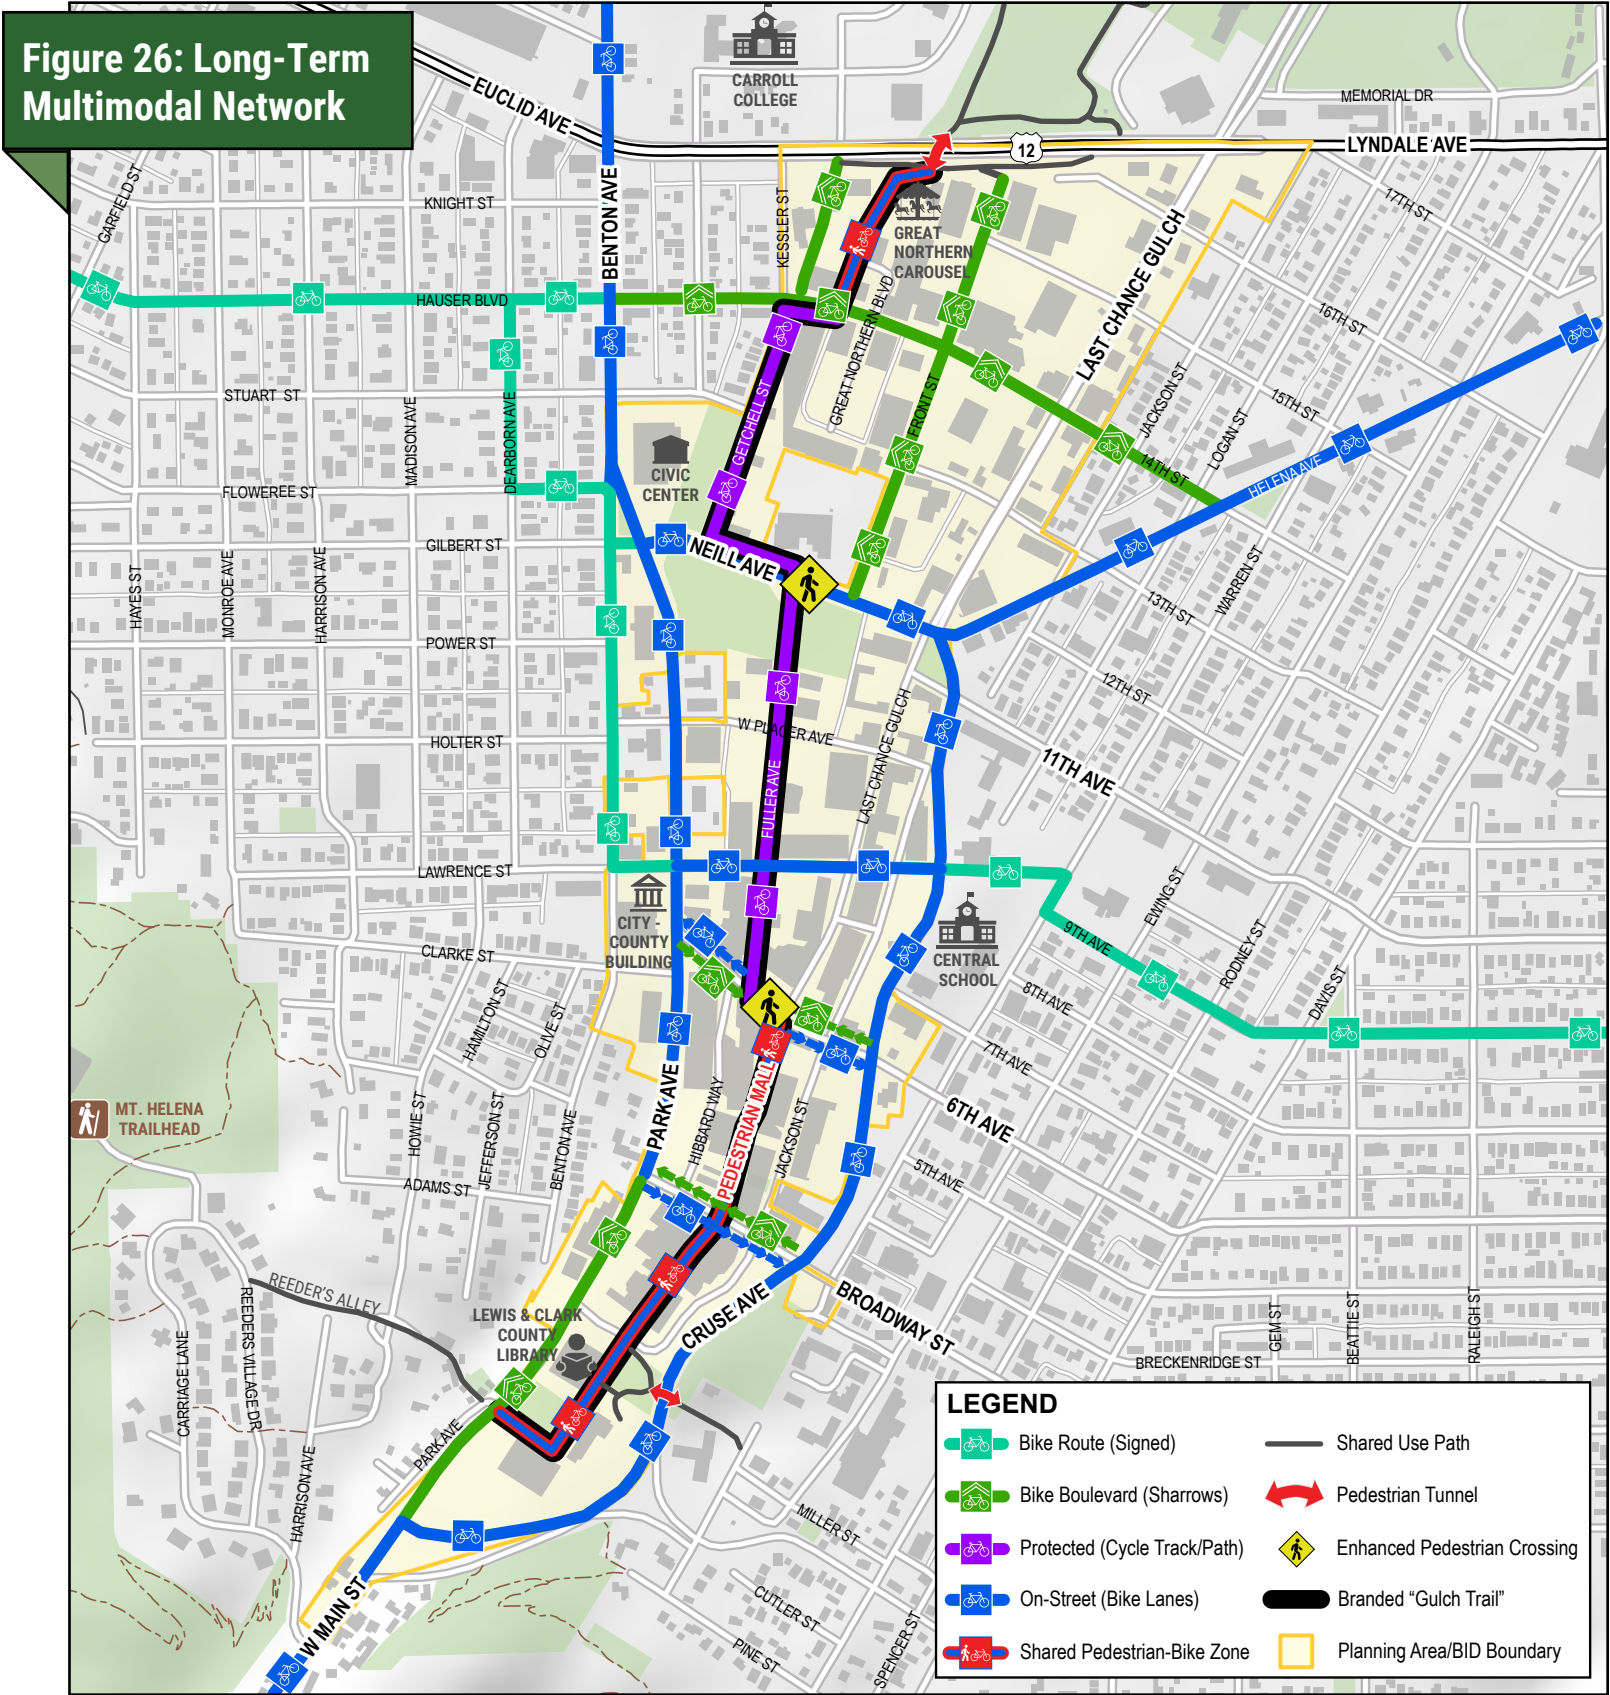 Figure 26: Long-Term
Multimodal Network
CARROLL
COLLEGE
EUCLID AVE
MEMORIAL DR
LYNDALE AVE
12
GARFIELD ST
KNIGHT ST
BENTON AVE
KESSLER ST
17TH ST
GREAT
NORTHERN
CAROUSEL
LAST CHANCE GULCH
HAUSER BLVD
GREAT NORTHERN BLVD
16TH ST
STUART ST
MADISON AVE
DEARBORN AVE
GETCHELL ST
FRONT ST
JACKSON ST
15TH ST
LOGAN ST
CIVIC
CENTER
14TH ST
HELENA AVE
FLOWEREE ST
GILBERT ST
NEILL AVE
HAYES ST
MONROE AVE
HARRISON AVE
WARREN ST
13TH ST
POWER ST
12TH ST
HOLTER ST
W PLACER AVE
LAST CHANCE GULCH
11TH AVE
FULLER AVE
LAWRENCE ST
EWING ST
CITY -
COUNTY
BUILDING
CLARKE ST
CENTRAL
SCHOOL
9TH AVE
RODNEY ST
8TH AVE
DAVIS ST
HAMILTON ST
OLIVE ST
7TH AVE
MT. HELENA
TRAILHEAD
HOWIE ST
JEFFERSON ST
BENTON AVE
PARK AVE
HIBBARD WAY
PEDESTRIAN MALL
JACKSON ST
6TH AVE
5TH AVE
ADAMS ST
REEDER'S ALLEY
LEWIS & CLARK
COUNTY
LIBRARY
CRUSE AVE
BROADWAY ST
CARRIAGE LANE
REEDERS VILLAGE DR
GEM ST
BEATTIE ST
RALEIGH ST
BRECKENRIDGE ST
PARK AVE
HARRISON AVE
MILLER ST
CUTLER ST
PINE ST
SPENCER ST
W MAIN ST
LEGEND
Bike Route (Signed)
Shared Use Path
Bike Boulevard (Sharrows)
Pedestrian Tunnel
Protected (Cycle Track/Path)
Enhanced Pedestrian Crossing
On-Street (Bike Lanes)
Branded “Gulch Trail”
Shared Pedestrian-Bike Zone
Planning Area/BID Boundary